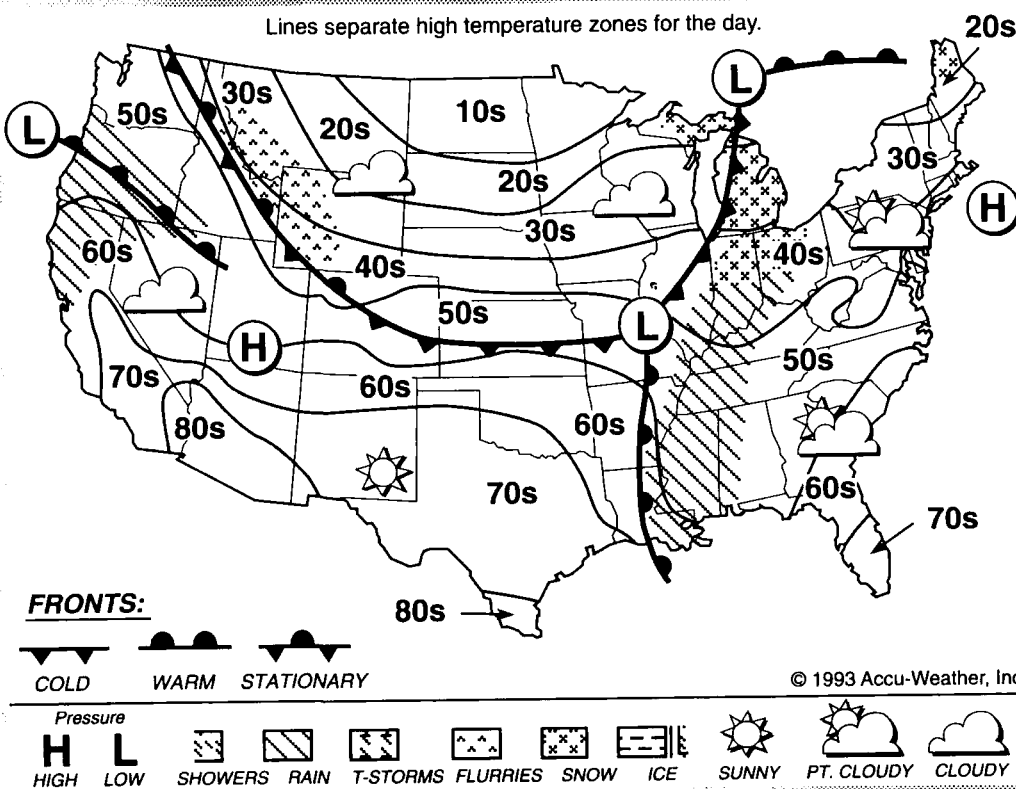 Lines separate high temperature zones for the day.
20s
L
30s
50s
10s
L
20s
30s
20s
H
30s
60s
40s
40s
50s
L
H
50s
70s
60s
80s
60s
70s
60s
70s
80s
FRONTS:
COLD WARM STATIONARY
© 1993 Accu-Weather, Inc
Pressure
H L
HIGH LOW SHOWERS RAIN T-STORMS FLURRIES SNOW ICE SUNNY PT. CLOUDY CLOUDY